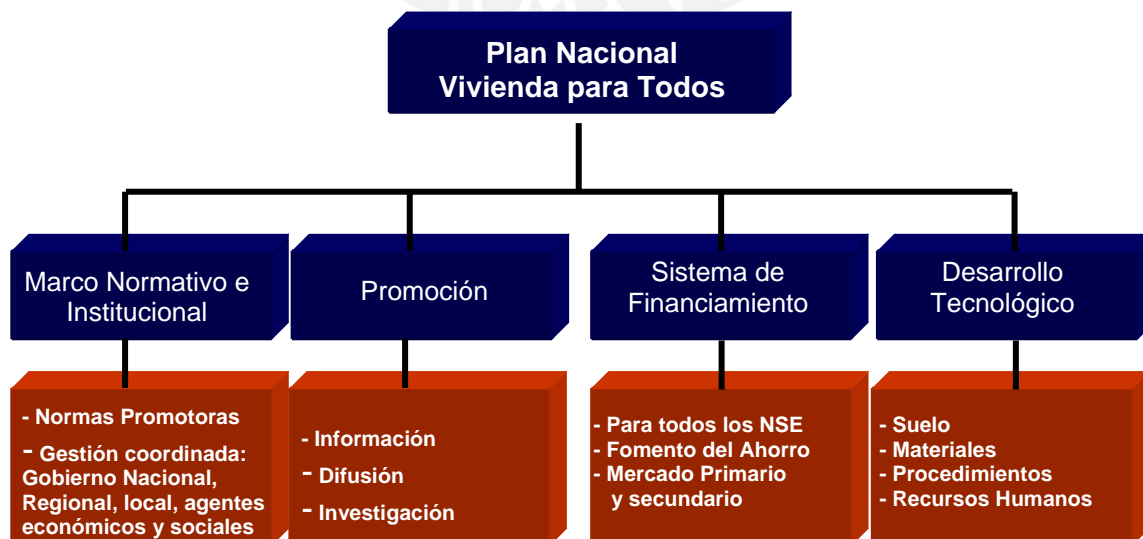 Plan Nacional
Vivienda para Todos
Marco Normativo e
Institucional
Promoción
Sistema de
Financiamiento
Desarrollo
Tecnológico
- Normas Promotoras
- Gestión coordinada:
Gobierno Nacional,
Regional, local, agentes
económicos y sociales
- Información
- Difusión
- Investigación
- Para todos los NSE
- Fomento del Ahorro
- Mercado Primario
y secundario
- Suelo
- Materiales
- Procedimientos
- Recursos Humanos